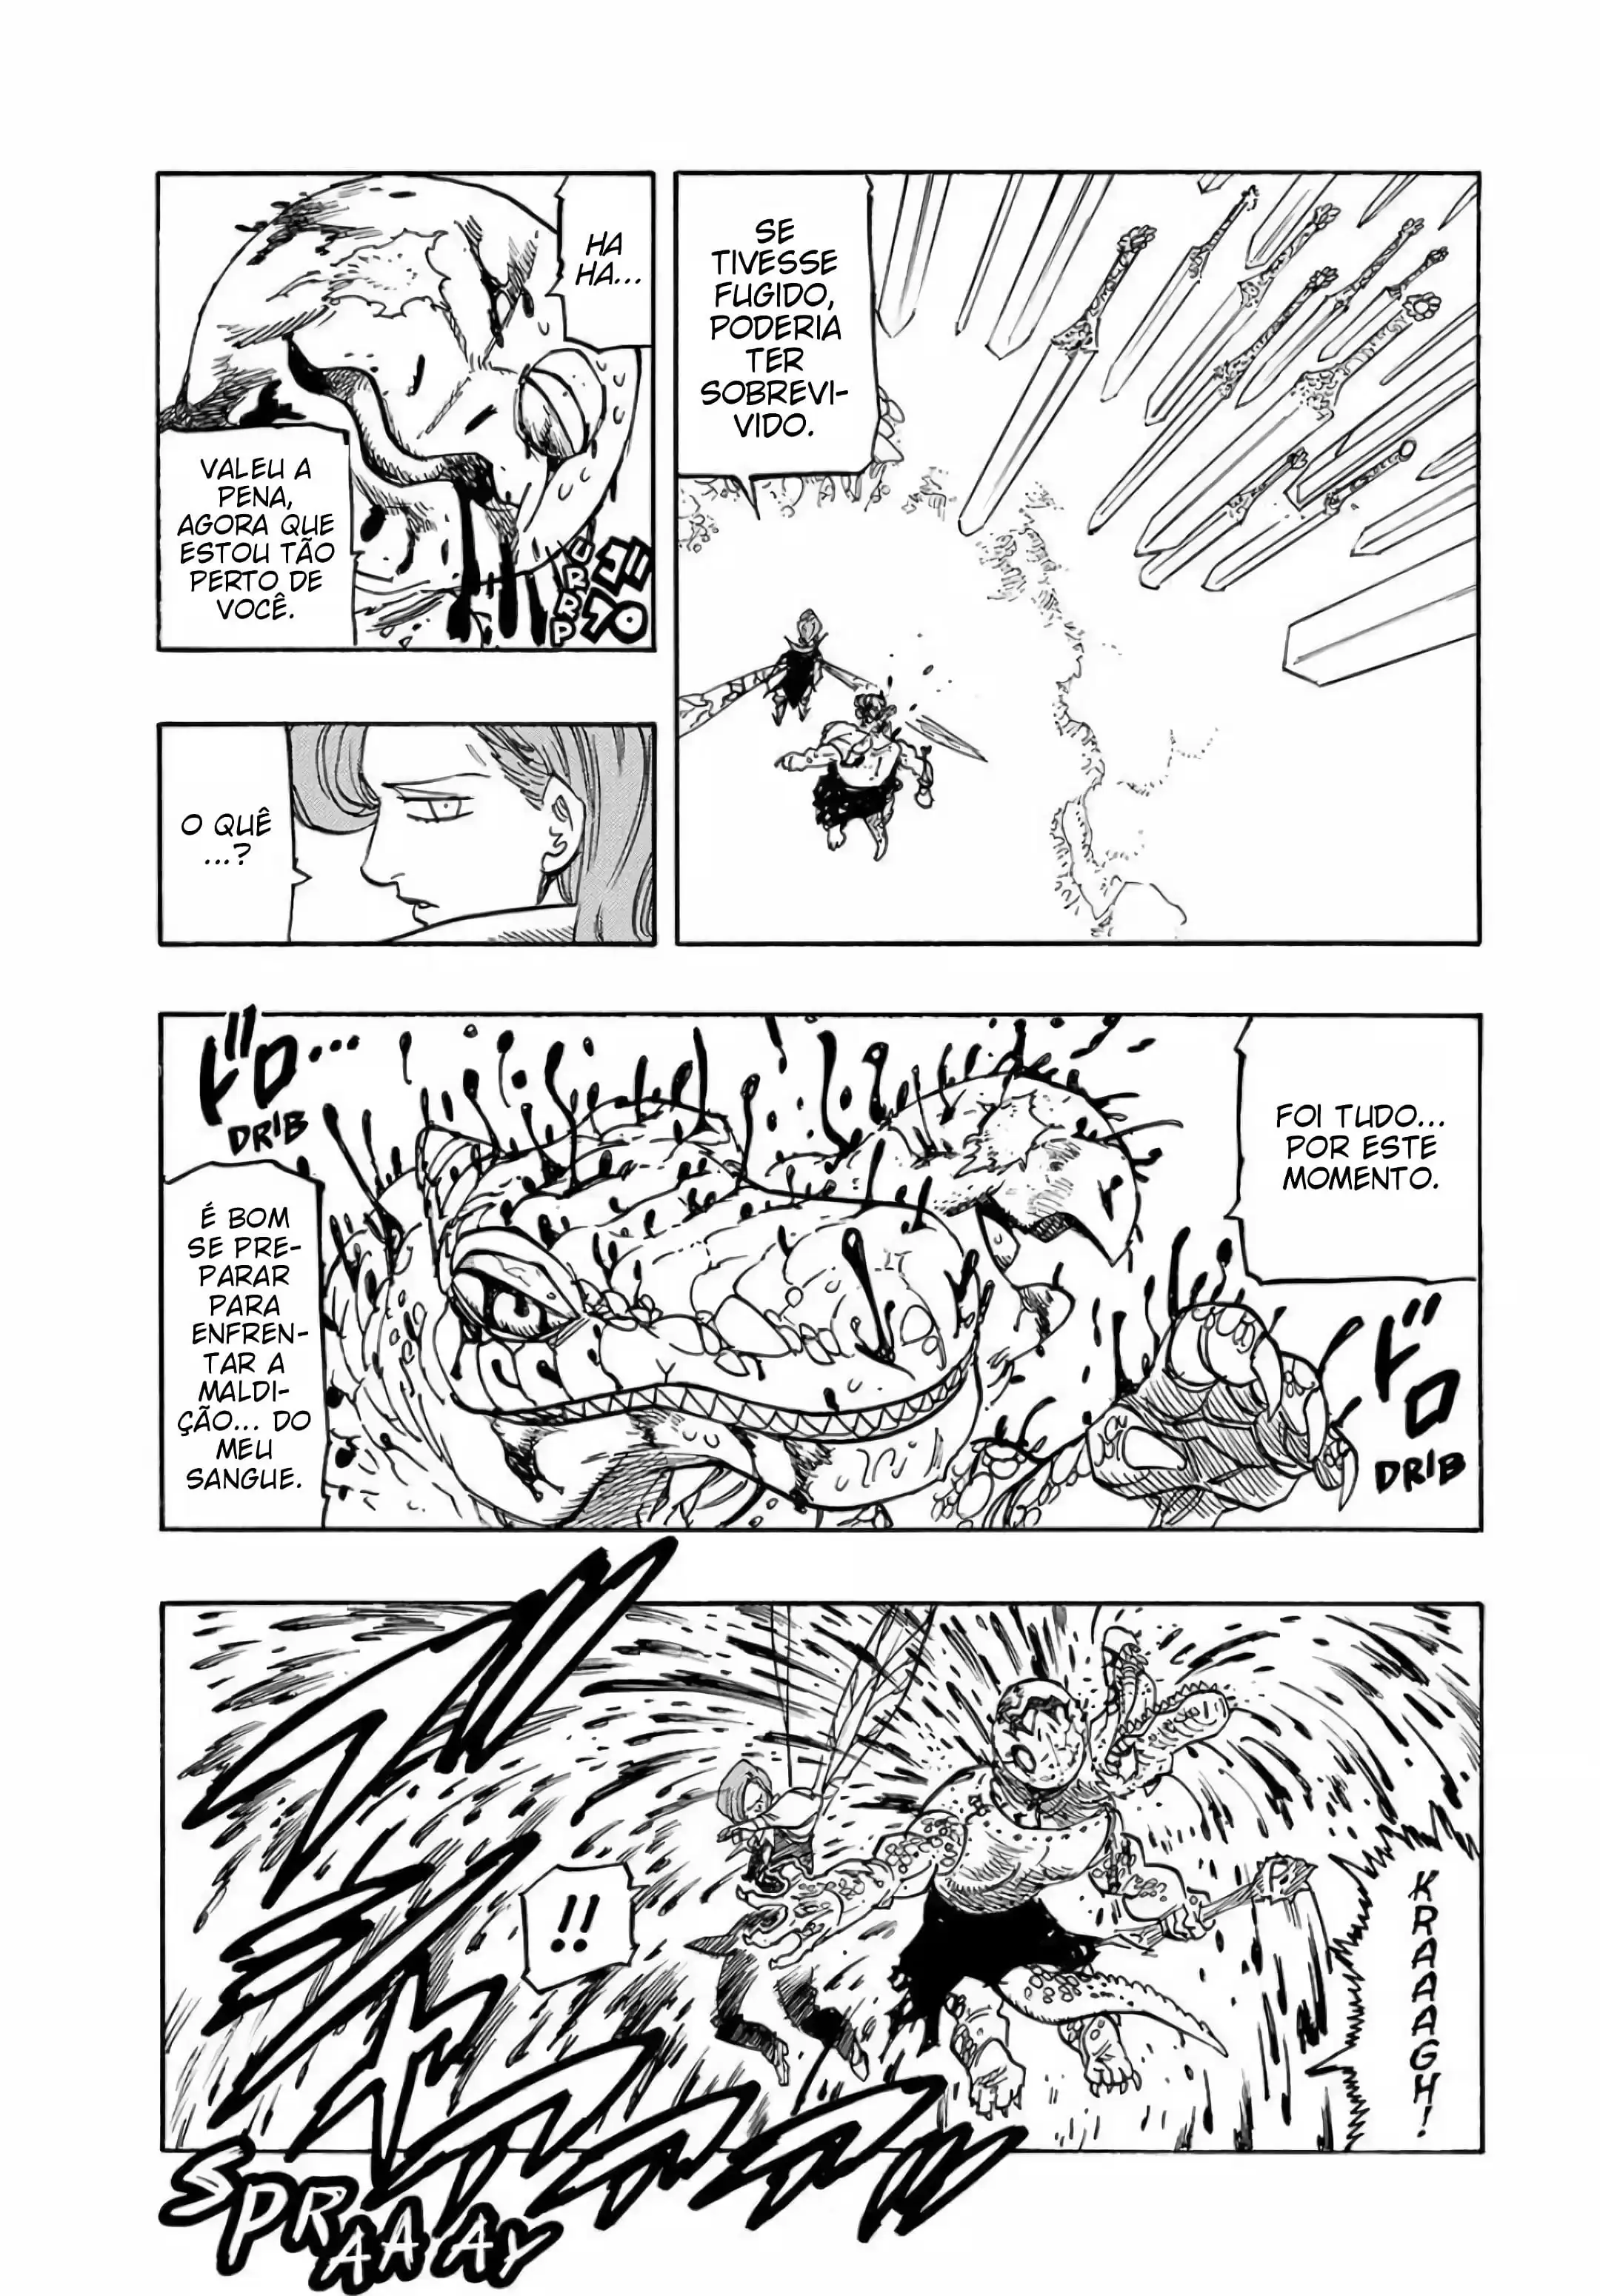 SE
TIVESSE
FUGIDO,
PODERIA
TER
SOBREVI-
VIDO.
HA
HA...
VALEU A
PENA,
AGORA QUE
ESTOU TÃO
PERTO DE
VOCÊ.
URRP
O QUÊ
...?
FOI TUDO...
POR ESTE
MOMENTO.
ドロ
DRIB
ドロ...
DRIB
É BOM
SE PRE-
PARAR
PARA
ENFREN-
TAR A
MALDI-
ÇÃO... DO
MEU
SANGUE.
KRAAAGH!
!!
SPRAAAAY